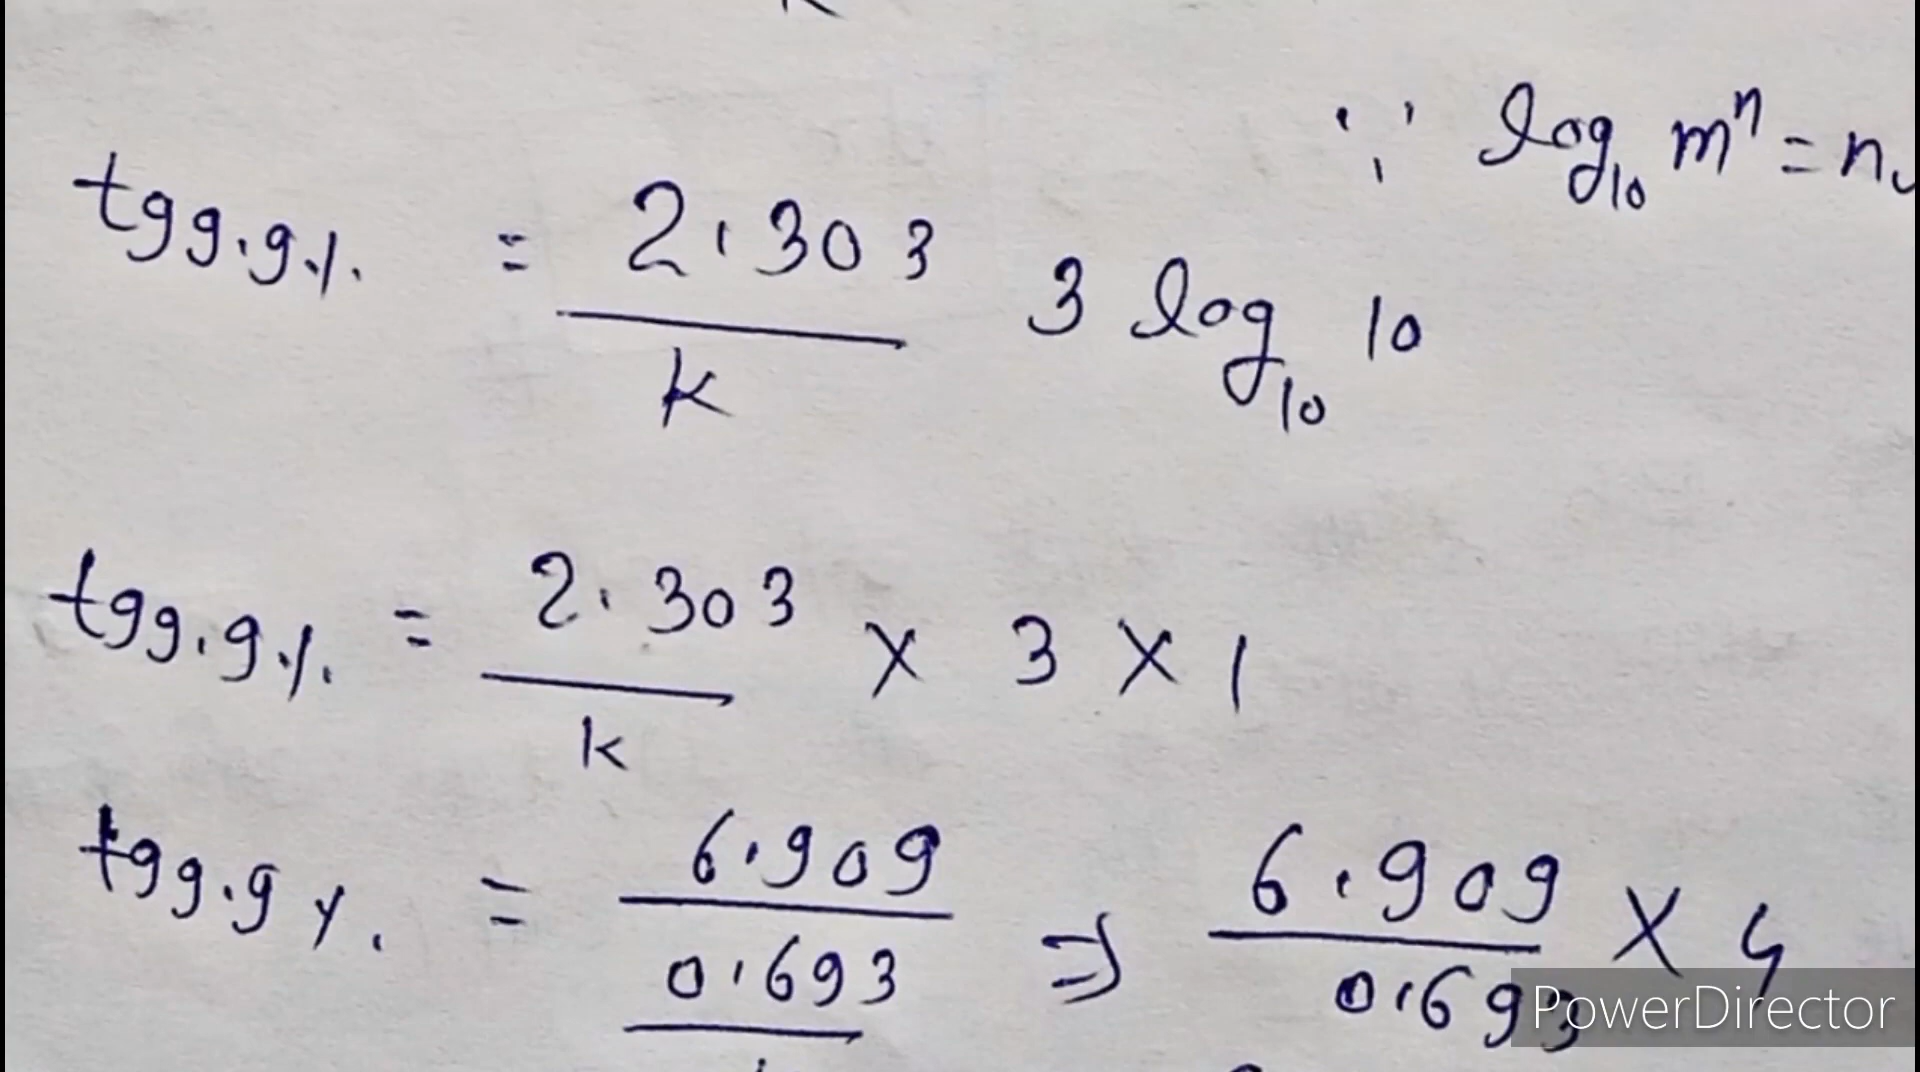 ∵ log₁₀ mⁿ = n
t99.9% = 2.303/k 3 log₁₀ 10
t99.9% = 2.303/k × 3 × 1
t99.9% = 6.909/0.693 ⇒ 6.909/0.693 × 4
PowerDirector